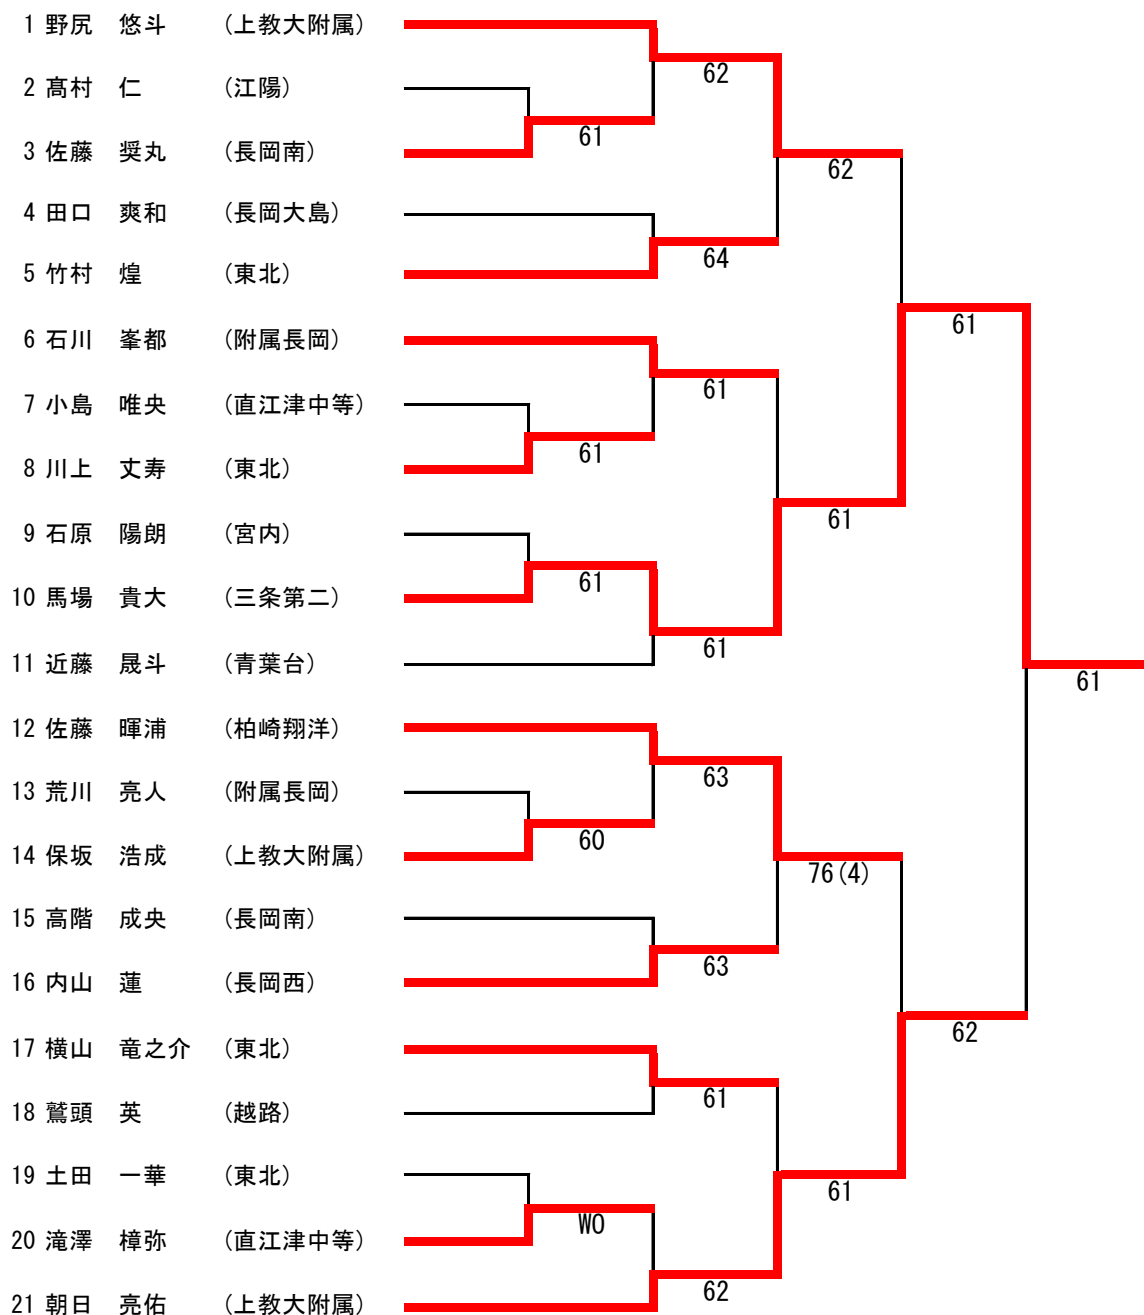 1 野尻 悠斗 (上教大附属)
62
2 髙村 仁 (江陽)
61
3 佐藤 奨丸 (長岡南)
62
4 田口 爽和 (長岡大島)
64
5 竹村 煌 (東北)
61
6 石川 峯都 (附属長岡)
61
7 小島 唯央 (直江津中等)
61
8 川上 丈寿 (東北)
61
9 石原 陽朗 (宮内)
61
10 馬場 貴大 (三条第二)
61
11 近藤 晟斗 (青葉台)
61
12 佐藤 暉浦 (柏崎翔洋)
63
13 荒川 亮人 (附属長岡)
60
14 保坂 浩成 (上教大附属)
76(4)
15 高階 成央 (長岡南)
63
16 内山 蓮 (長岡西)
62
17 横山 竜之介 (東北)
61
18 鷲頭 英 (越路)
19 土田 一華 (東北)
61
WO
20 滝澤 樟弥 (直江津中等)
62
21 朝日 亮佑 (上教大附属)